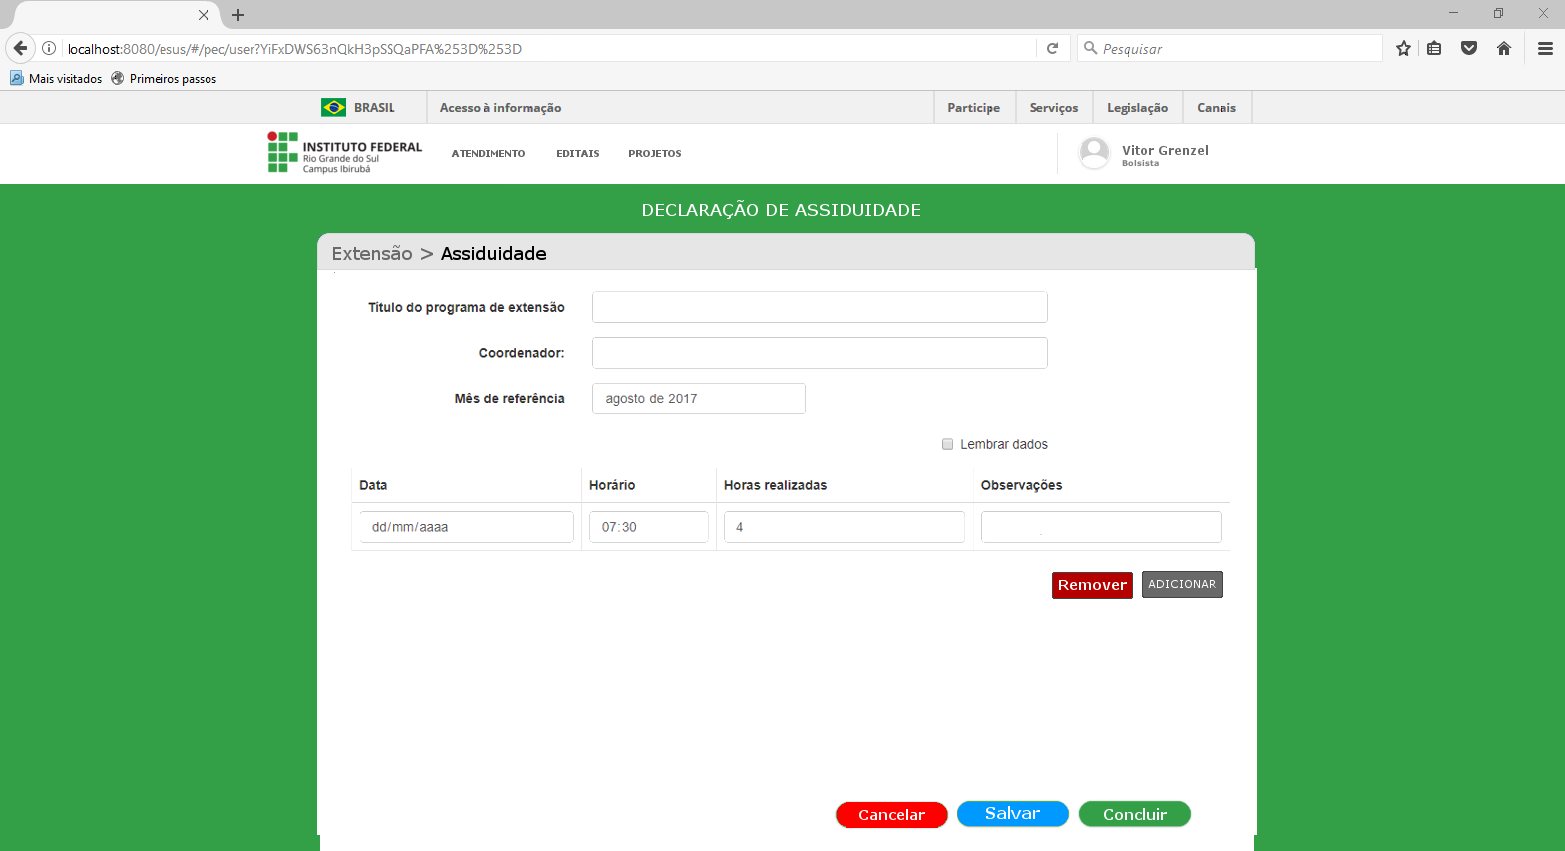 localhost:8080/esus/#/pec/user?YiFxDWS63nQkH3pSSQaPFA%253D%253D
Pesquisar
Mais visitados Primeiros passos
BRASIL Acesso à informação Participe Serviços Legislação Canais
INSTITUTO FEDERAL
Rio Grande do Sul
Campus Ibirubá
ATENDIMENTO EDITAIS PROJETOS
Vitor Grenzel
Bolsista
DECLARAÇÃO DE ASSIDUIDADE
Extensão > Assiduidade
Título do programa de extensão
Coordenador:
Mês de referência agosto de 2017
Lembrar dados
Data Horário Horas realizadas Observações
dd/mm/aaaa 07:30 4
Remover ADICIONAR
Cancelar Salvar Concluir